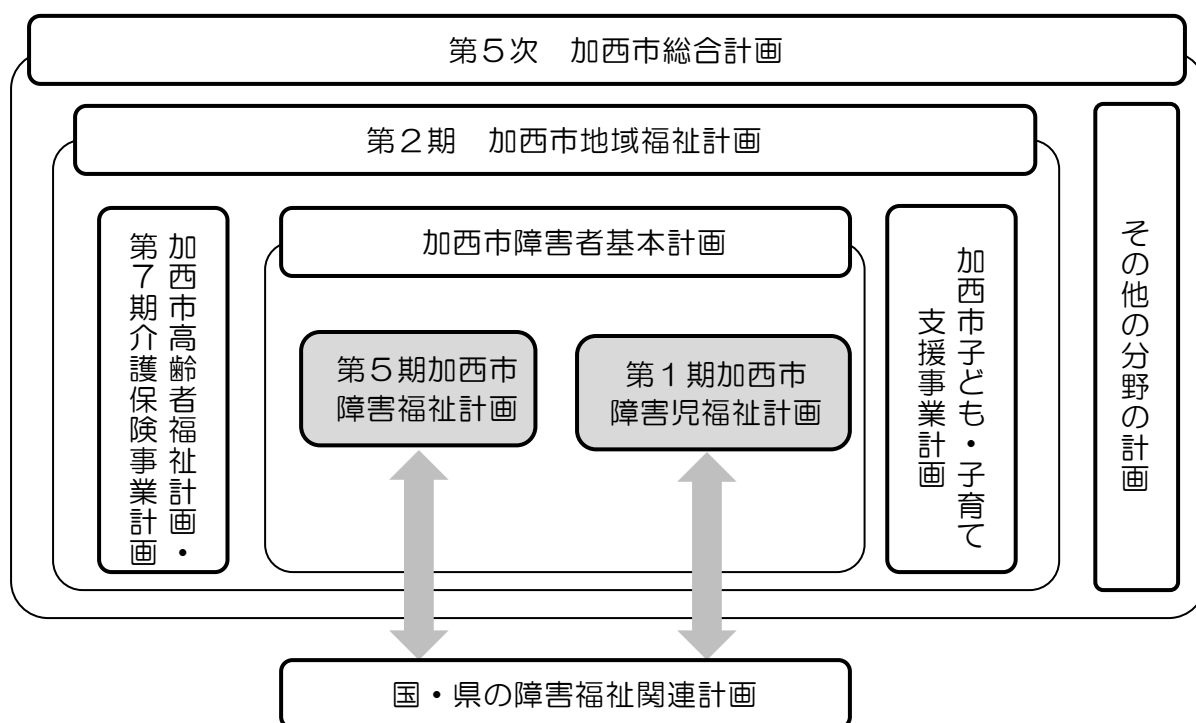 第５次　加西市総合計画
第２期　加西市地域福祉計画
加西市高齢者福祉計画・
第７期介護保険事業計画
加西市障害者基本計画
第５期加西市
障害福祉計画
第１期加西市
障害児福祉計画
加西市子ども・子育て
支援事業計画
その他の分野の計画
国・県の障害福祉関連計画